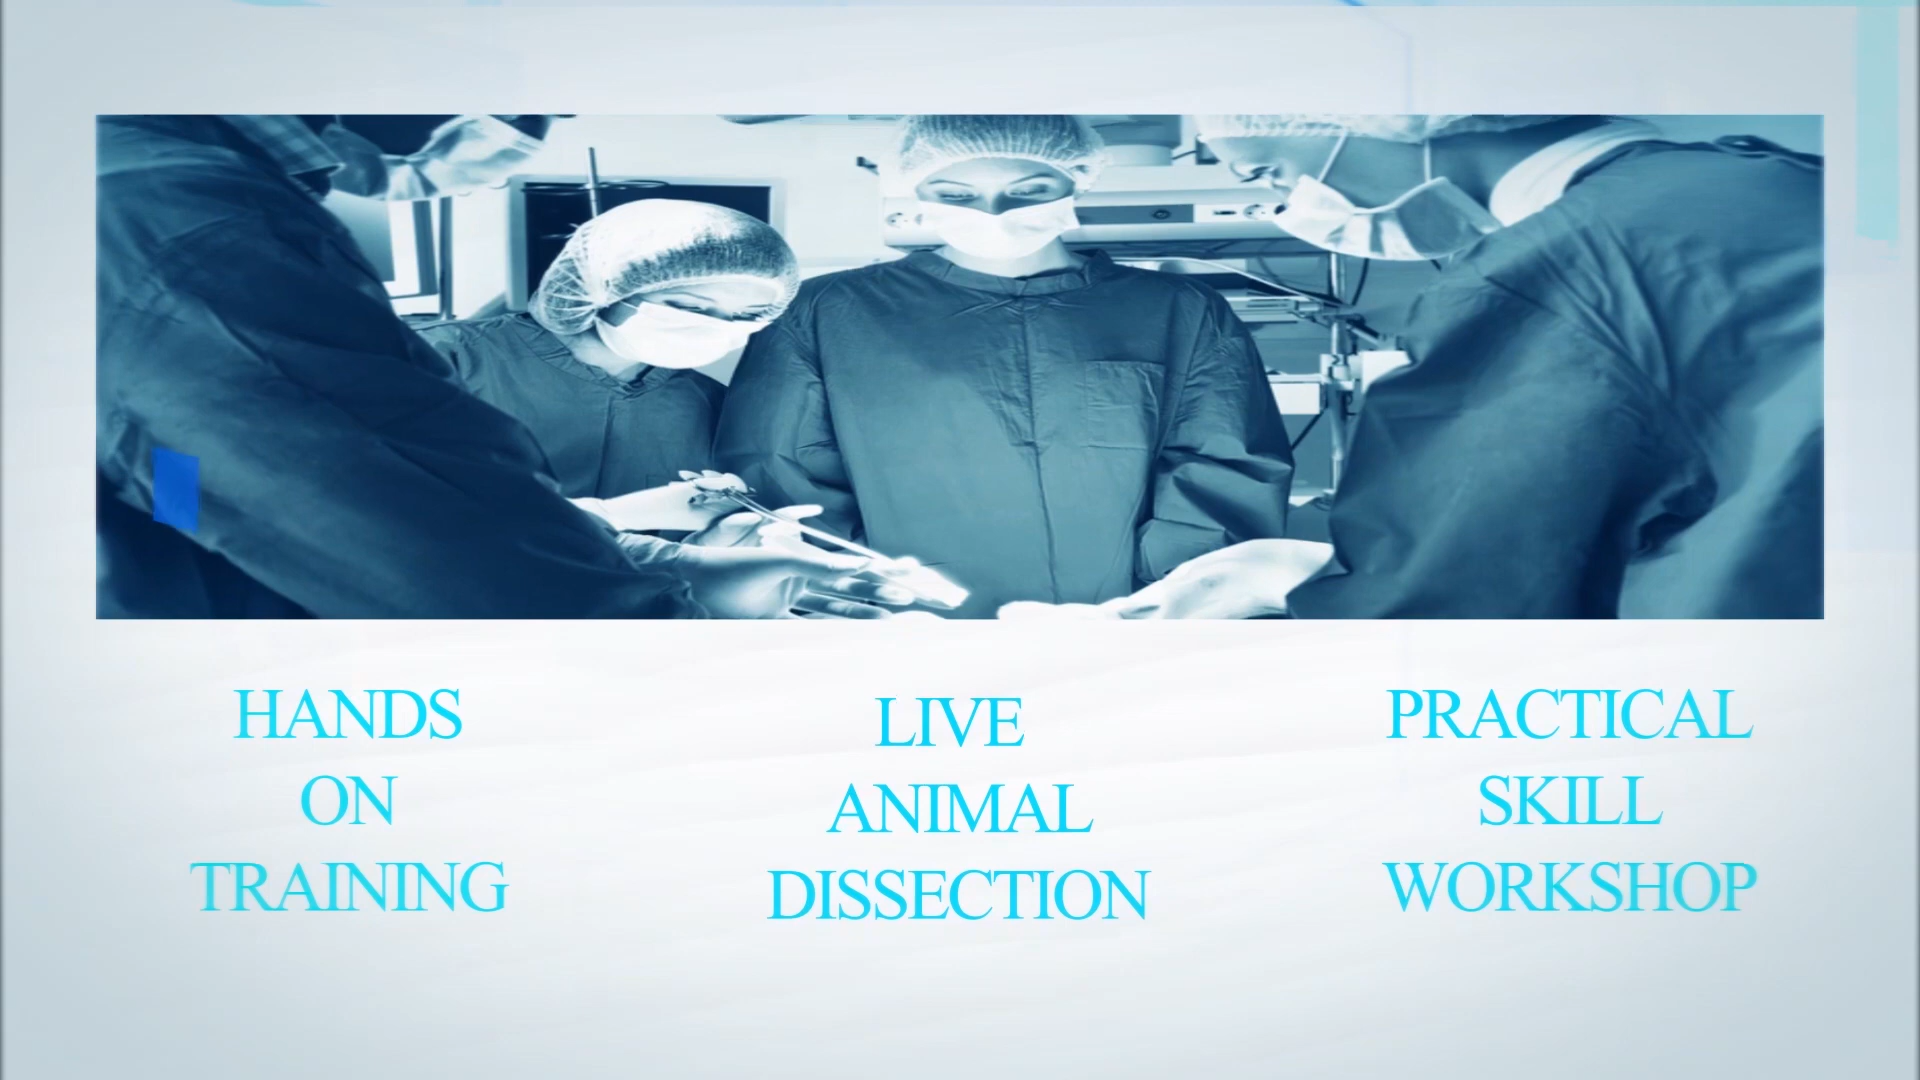 HANDS
ON
TRAINING
LIVE
ANIMAL
DISSECTION
PRACTICAL
SKILL
WORKSHOP